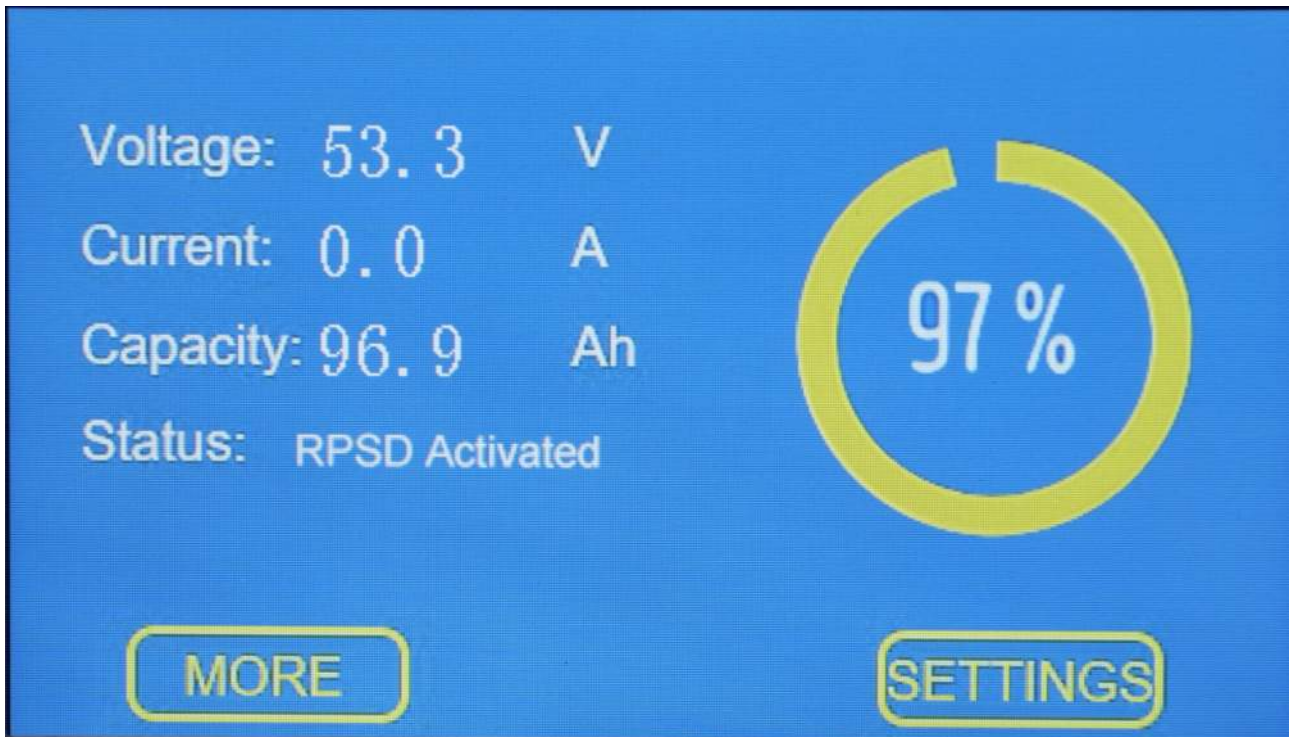 Voltage: 53.3 V
Current: 0.0 A
Capacity: 96.9 Ah
Status: RPSD Activated
97%
MORE
SETTINGS